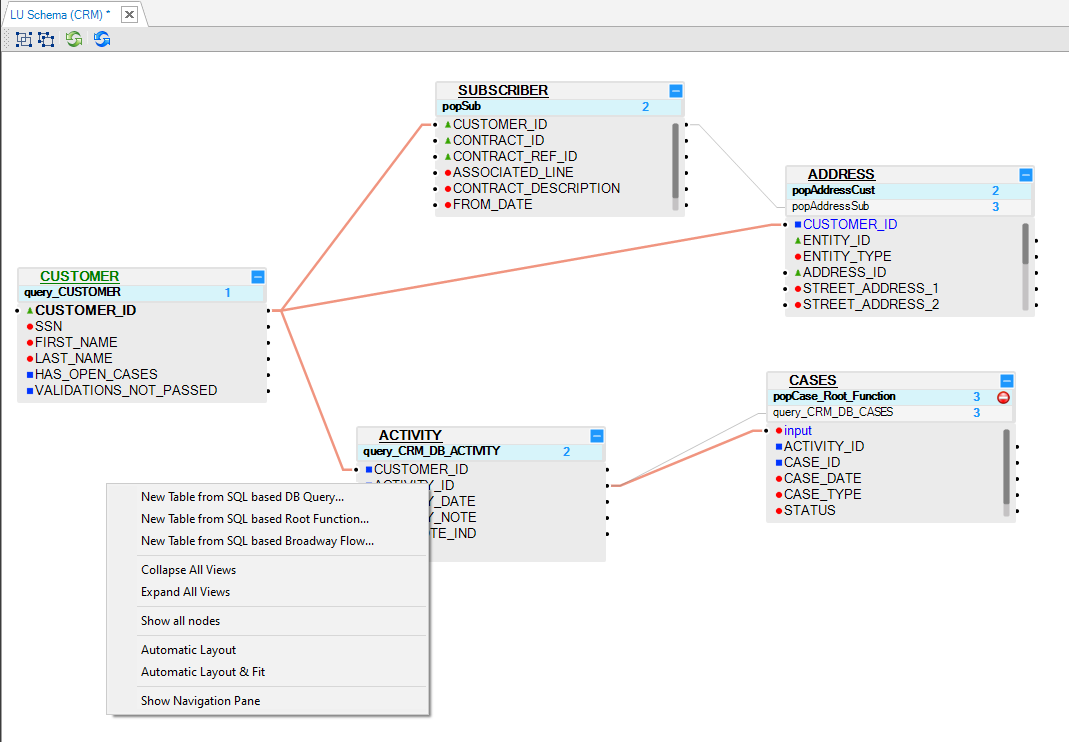 LU Schema (CRM) *
SUBSCRIBER
popSub 2
CUSTOMER_ID
CONTRACT_ID
CONTRACT_REF_ID
ASSOCIATED_LINE
CONTRACT_DESCRIPTION
FROM_DATE
ADDRESS
popAddressCust 2
popAddressSub 3
CUSTOMER_ID
ENTITY_ID
ENTITY_TYPE
ADDRESS_ID
STREET_ADDRESS_1
STREET_ADDRESS_2
CUSTOMER
query_CUSTOMER 1
CUSTOMER_ID
SSN
FIRST_NAME
LAST_NAME
HAS_OPEN_CASES
VALIDATIONS_NOT_PASSED
CASES
popCase_Root_Function 3
query_CRM_DB_CASES 3
input
ACTIVITY_ID
CASE_ID
CASE_DATE
CASE_TYPE
STATUS
ACTIVITY
query_CRM_DB_ACTIVITY 2
CUSTOMER_ID
ACTIVITY_ID
Y_DATE
Y_NOTE
TE_IND
New Table from SQL based DB Query...
New Table from SQL based Root Function...
New Table from SQL based Broadway Flow...
Collapse All Views
Expand All Views
Show all nodes
Automatic Layout
Automatic Layout & Fit
Show Navigation Pane